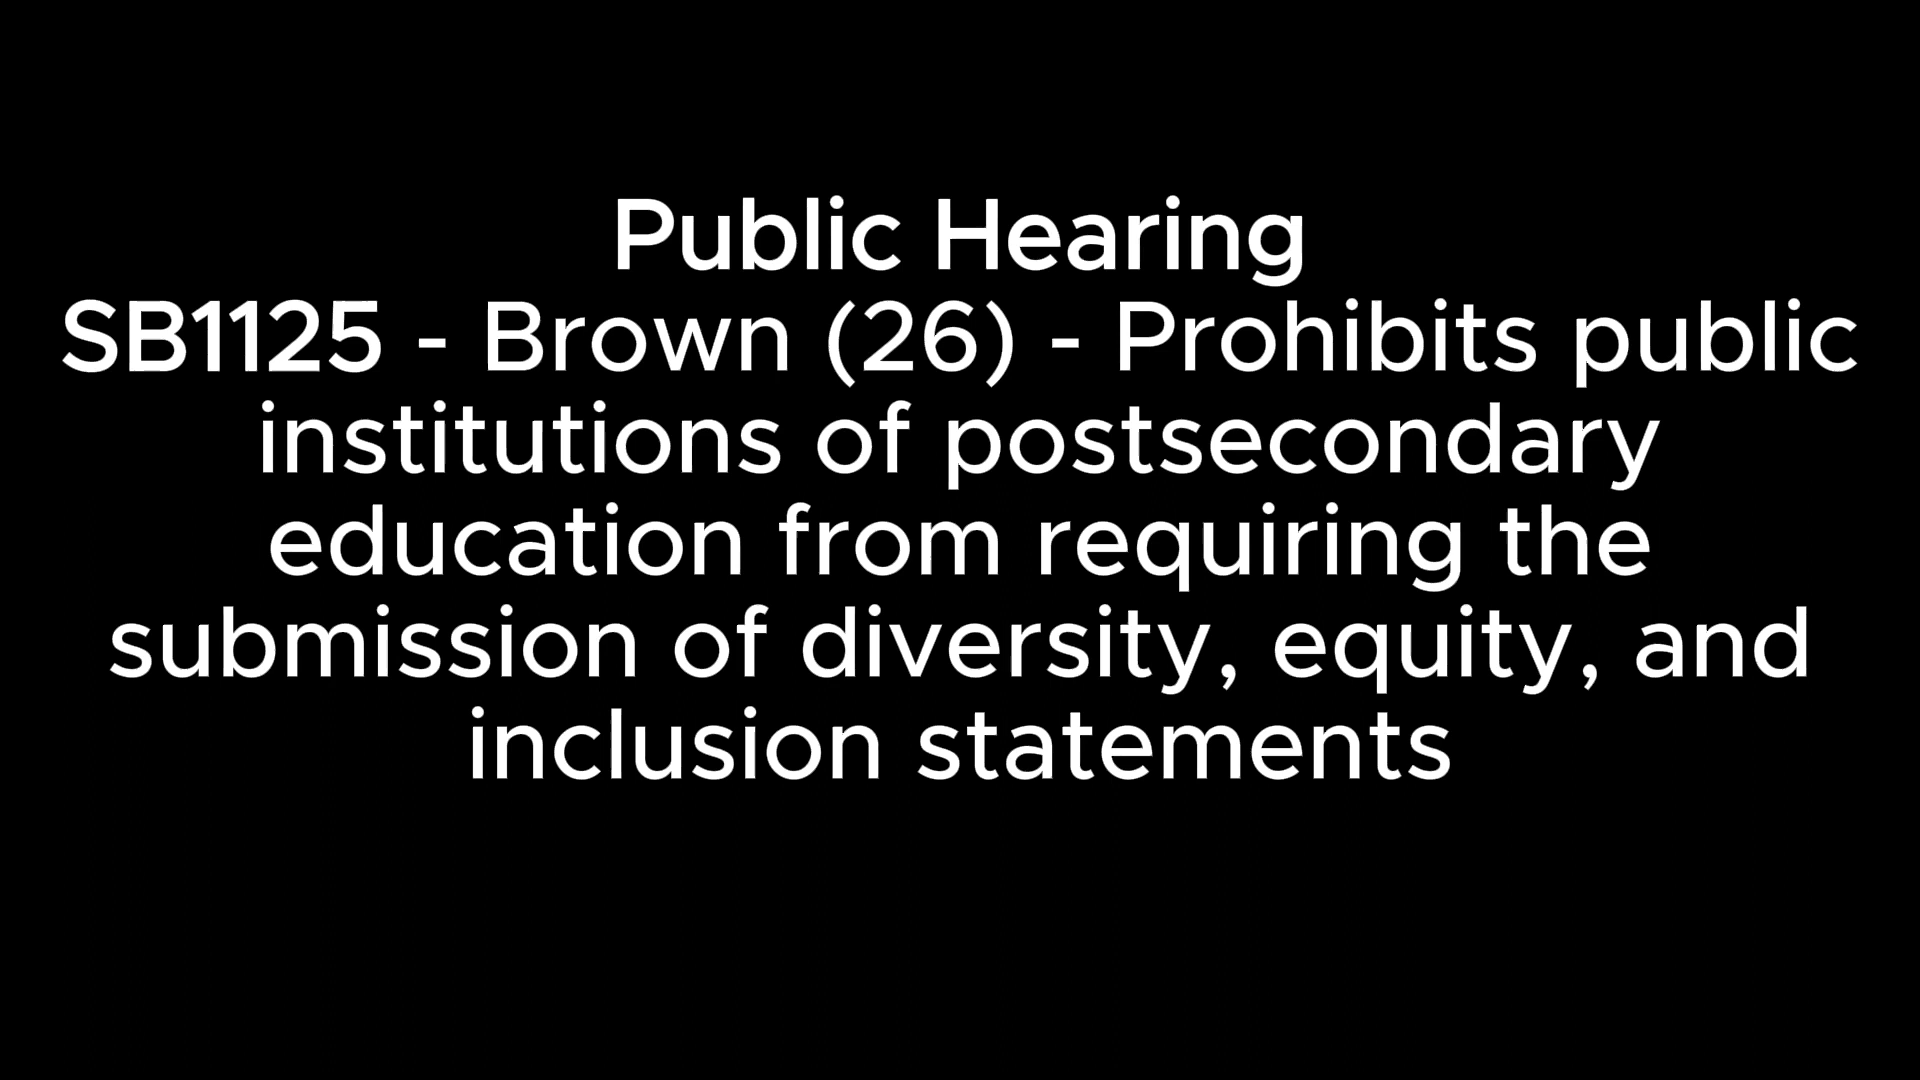 Public Hearing
SB1125 - Brown (26) - Prohibits public
institutions of postsecondary
education from requiring the
submission of diversity, equity, and
inclusion statements